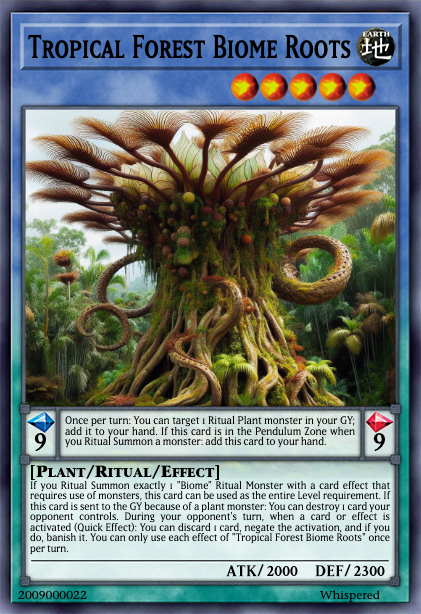 Tropical Forest Biome Roots
EARTH
地
Once per turn: You can target 1 Ritual Plant monster in your GY;
add it to your hand. If this card is in the Pendulum Zone when
you Ritual Summon a monster: add this card to your hand.
9
9
[Plant/Ritual/Effect]
If you Ritual Summon exactly 1 "Biome" Ritual Monster with a card effect that
requires use of monsters, this card can be used as the entire Level requirement. If
this card is sent to the GY because of a plant monster: You can destroy 1 card your
opponent controls. During your opponent's turn, when a card or effect is
activated (Quick Effect): You can discard 1 card, negate the activation, and if you
do, banish it. You can only use each effect of "Tropical Forest Biome Roots" once
per turn.
ATK/ 2000 DEF/ 2300
2009000022 Whispered